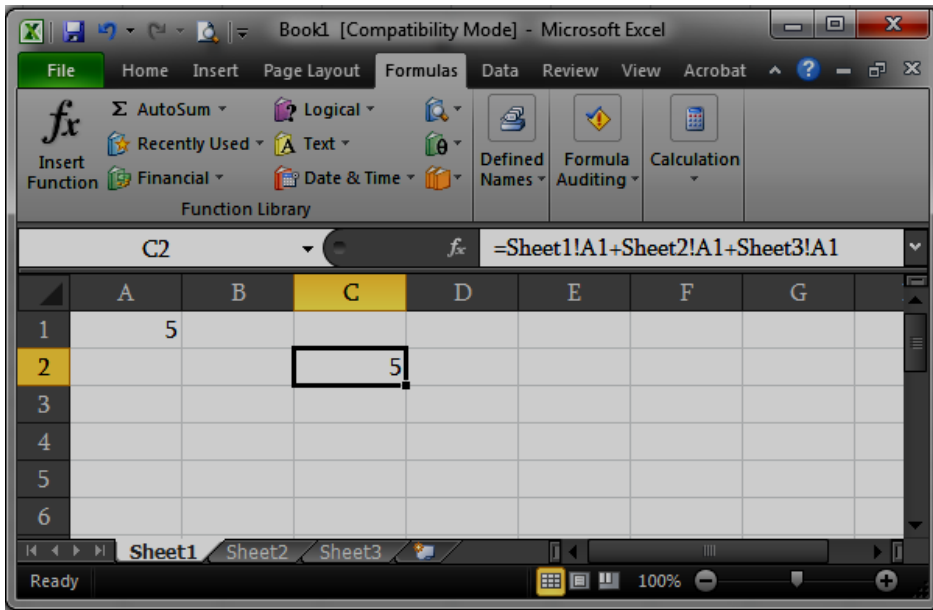 Book1 [Compatibility Mode] - Microsoft Excel
File Home Insert Page Layout Formulas Data Review View Acrobat
fx Σ AutoSum Logical
Recently Used A Text θ
Insert Function Financial Date & Time Defined Names Formula Auditing Calculation
Function Library
C2 fx =Sheet1!A1+Sheet2!A1+Sheet3!A1
A B C D E F G
1 5
2 5
3
4
5
6
Sheet1 Sheet2 Sheet3
Ready 100%